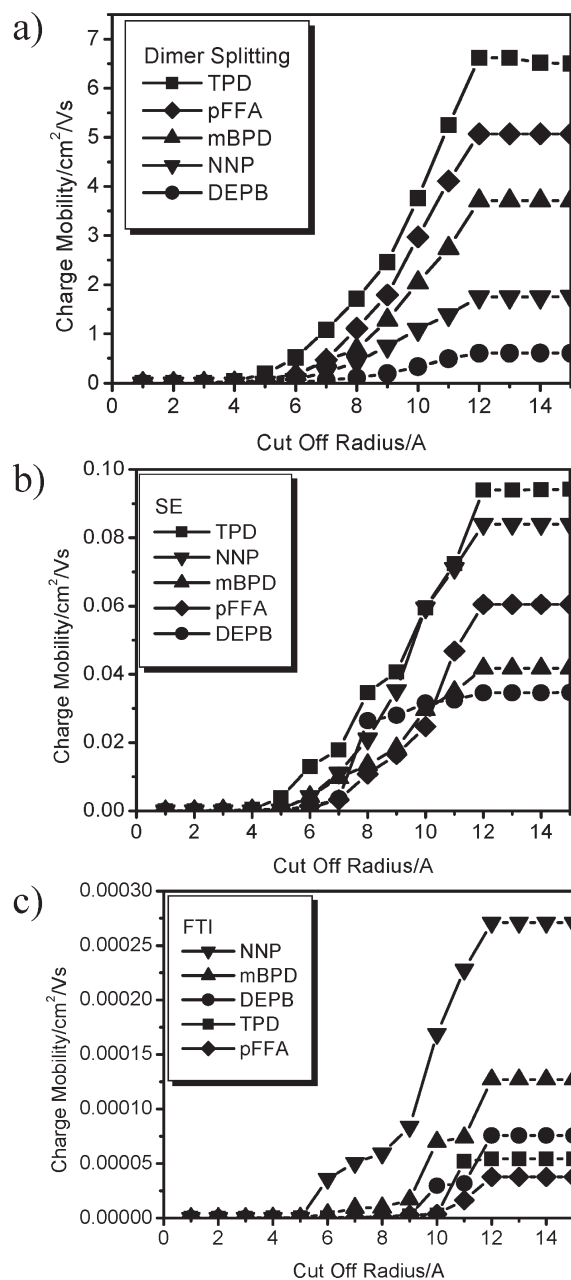 a)
Charge Mobility/cm²/Vs
7
6
5
4
3
2
1
0
Dimer Splitting
TPD
pFFA
mBPD
NNP
DEPB
0 2 4 6 8 10 12 14
Cut Off Radius/A
b)
Charge Mobility/cm²/Vs
0.10
0.08
0.06
0.04
0.02
0.00
SE
TPD
NNP
mBPD
pFFA
DEPB
0 2 4 6 8 10 12 14
Cut Off Radius/A
c)
Charge Mobility/cm²/Vs
0.00030
0.00025
0.00020
0.00015
0.00010
0.00005
0.00000
FTI
NNP
mBPD
DEPB
TPD
pFFA
0 2 4 6 8 10 12 14
Cut Off Radius/A